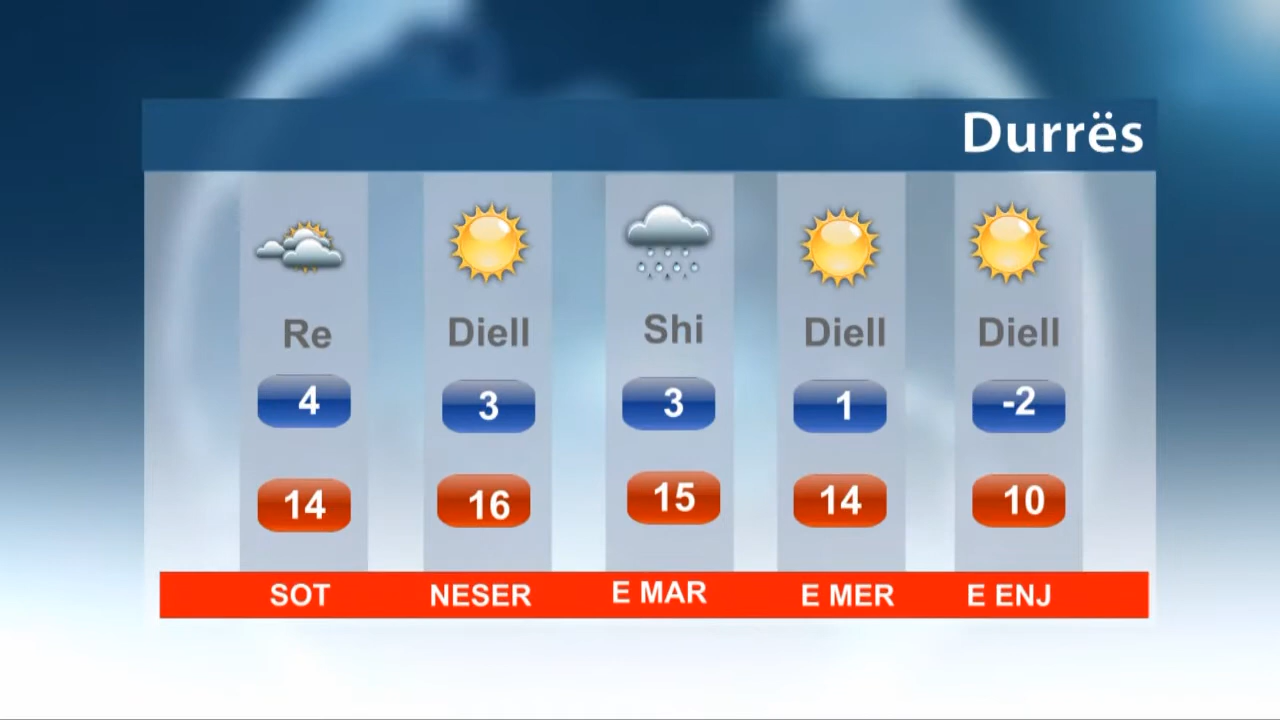 Durrës
Re Diell Shi Diell Diell
4 3 3 1 -2
14 16 15 14 10
SOT NESER E MAR E MER E ENJ